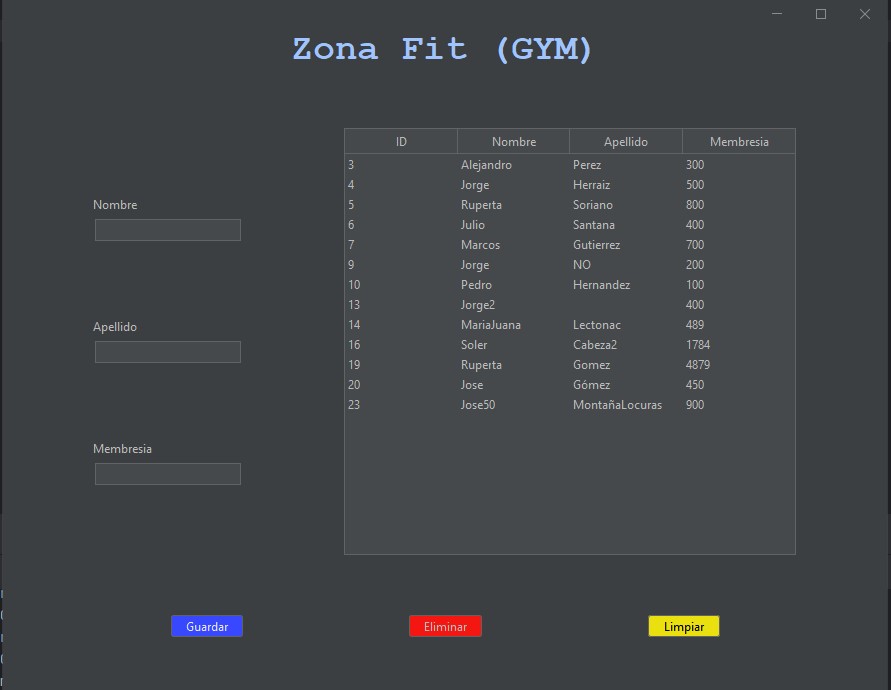 Zona Fit (GYM)
ID Nombre Apellido Membresia
3 Alejandro Perez 300
4 Jorge Herraiz 500
5 Ruperta Soriano 800
6 Julio Santana 400
7 Marcos Gutierrez 700
9 Jorge NO 200
10 Pedro Hernandez 100
13 Jorge2 400
14 MariaJuana Lectonac 489
16 Soler Cabeza2 1784
19 Ruperta Gomez 4879
20 Jose Gómez 450
23 Jose50 MontañaLocuras 900
Nombre
Apellido
Membresia
Guardar Eliminar Limpiar